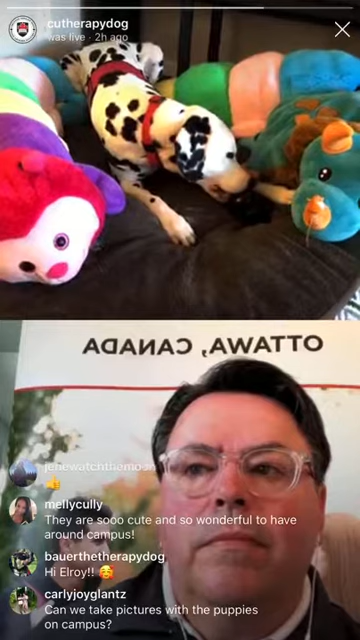 cutherapydog
was live · 2h ago
OTTAWA, CANADA
jenewatchthemoon
👍
mellycully
They are sooo cute and so wonderful to have
around campus!
bauerthetherapydog
Hi Elroy!! 🥰
carlyjoyglantz
Can we take pictures with the puppies
on campus?